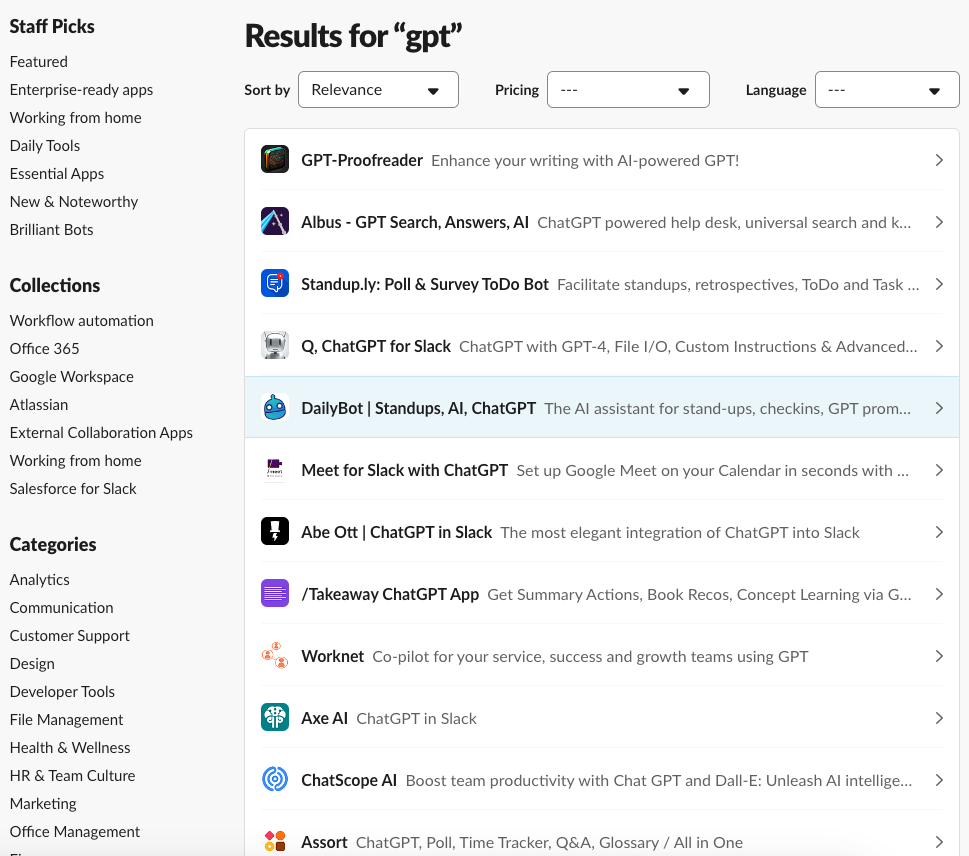 Staff Picks
Featured
Enterprise-ready apps
Working from home
Daily Tools
Essential Apps
New & Noteworthy
Brilliant Bots
Collections
Workflow automation
Office 365
Google Workspace
Atlassian
External Collaboration Apps
Working from home
Salesforce for Slack
Categories
Analytics
Communication
Customer Support
Design
Developer Tools
File Management
Health & Wellness
HR & Team Culture
Marketing
Office Management
Results for “gpt”
Sort by Relevance Pricing --- Language ---
GPT-Proofreader Enhance your writing with AI-powered GPT!
Albus - GPT Search, Answers, AI ChatGPT powered help desk, universal search and k...
Standup.ly: Poll & Survey ToDo Bot Facilitate standups, retrospectives, ToDo and Task ...
Q, ChatGPT for Slack ChatGPT with GPT-4, File I/O, Custom Instructions & Advanced...
DailyBot | Standups, AI, ChatGPT The AI assistant for stand-ups, checkins, GPT prom...
Meet for Slack with ChatGPT Set up Google Meet on your Calendar in seconds with ...
Abe Ott | ChatGPT in Slack The most elegant integration of ChatGPT into Slack
/Takeaway ChatGPT App Get Summary Actions, Book Recos, Concept Learning via G...
Worknet Co-pilot for your service, success and growth teams using GPT
Axe AI ChatGPT in Slack
ChatScope AI Boost team productivity with Chat GPT and Dall-E: Unleash AI intellige...
Assort ChatGPT, Poll, Time Tracker, Q&A, Glossary / All in One